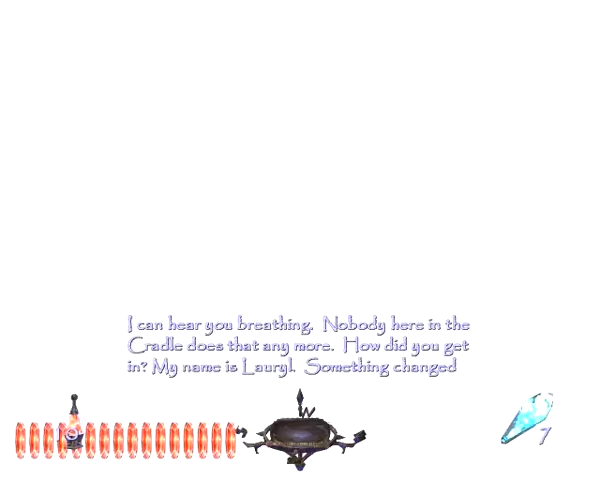 I can hear you breathing. Nobody here in the
Cradle does that any more. How did you get
in? My name is Lauryl. Something changed
W
7